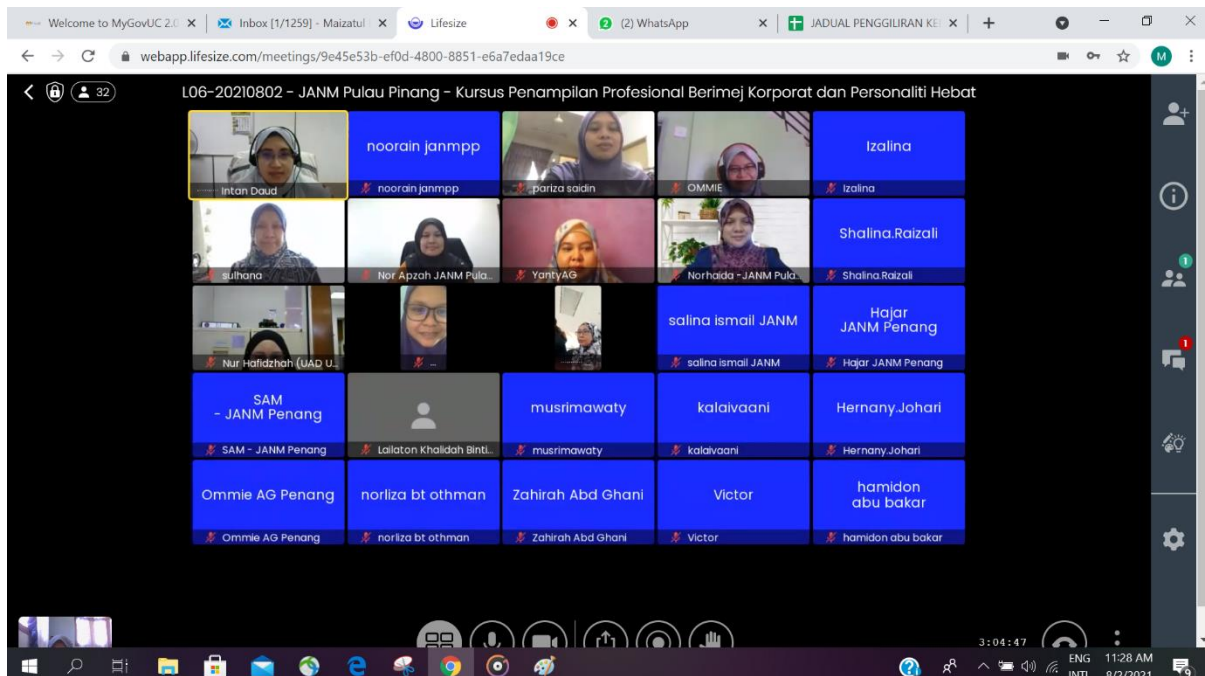 Welcome to MyGovUC 2.0
Inbox [1/1259] - Maizatul
Lifesize
(2) WhatsApp
JADUAL PENGGILIRAN KE
webapp.lifesize.com/meetings/9e45e53b-ef0d-4800-8851-e6a7edaa19ce
M
32
L06-20210802 - JANM Pulau Pinang - Kursus Penampilan Profesional Berimej Korporat dan Personaliti Hebat
Intan Daud
noorain janmpp
noorain janmpp
pariza saidin
OMMIE
Izalina
Izalina
sulhana
Nor Apzah JANM Pula...
YantyAG
Norhaida -JANM Pula...
Shalina.Raizali
Shalina.Raizali
1
Nur Hafidzhah (UAD U...
...
salina ismail JANM
salina ismail JANM
Hajar
JANM Penang
Hajar JANM Penang
1
SAM
- JANM Penang
SAM - JANM Penang
Lailaton Khalidah Binti...
musrimawaty
musrimawaty
kalaivaani
kalaivaani
Hernany.Johari
Hernany.Johari
Ommie AG Penang
Ommie AG Penang
norliza bt othman
norliza bt othman
Zahirah Abd Ghani
Zahirah Abd Ghani
Victor
Victor
hamidon
abu bakar
hamidon abu bakar
3:04:47
ENG
INTL
11:28 AM
8/2/2021